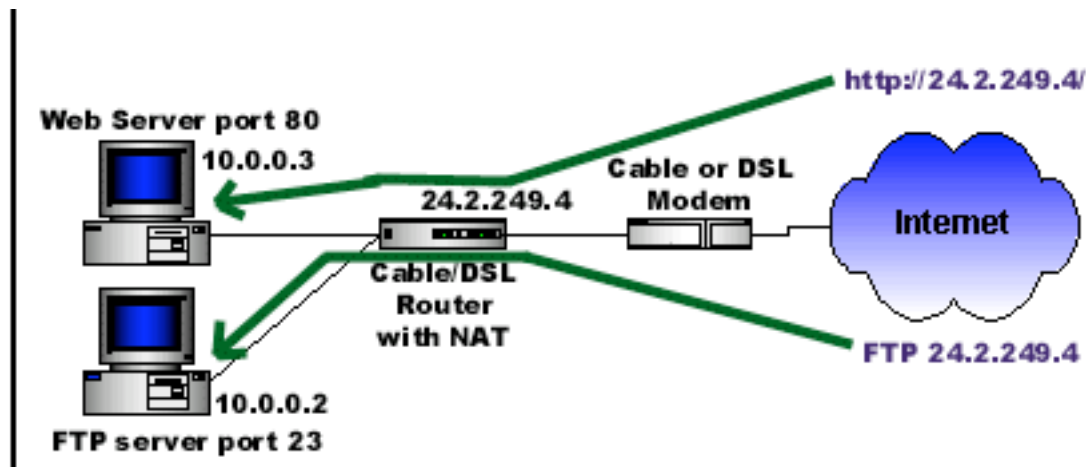 http://24.2.249.4/
Web Server port 80
10.0.0.3
Cable or DSL
Modem
24.2.249.4
Internet
Cable/DSL
Router
with NAT
FTP 24.2.249.4
10.0.0.2
FTP server port 23